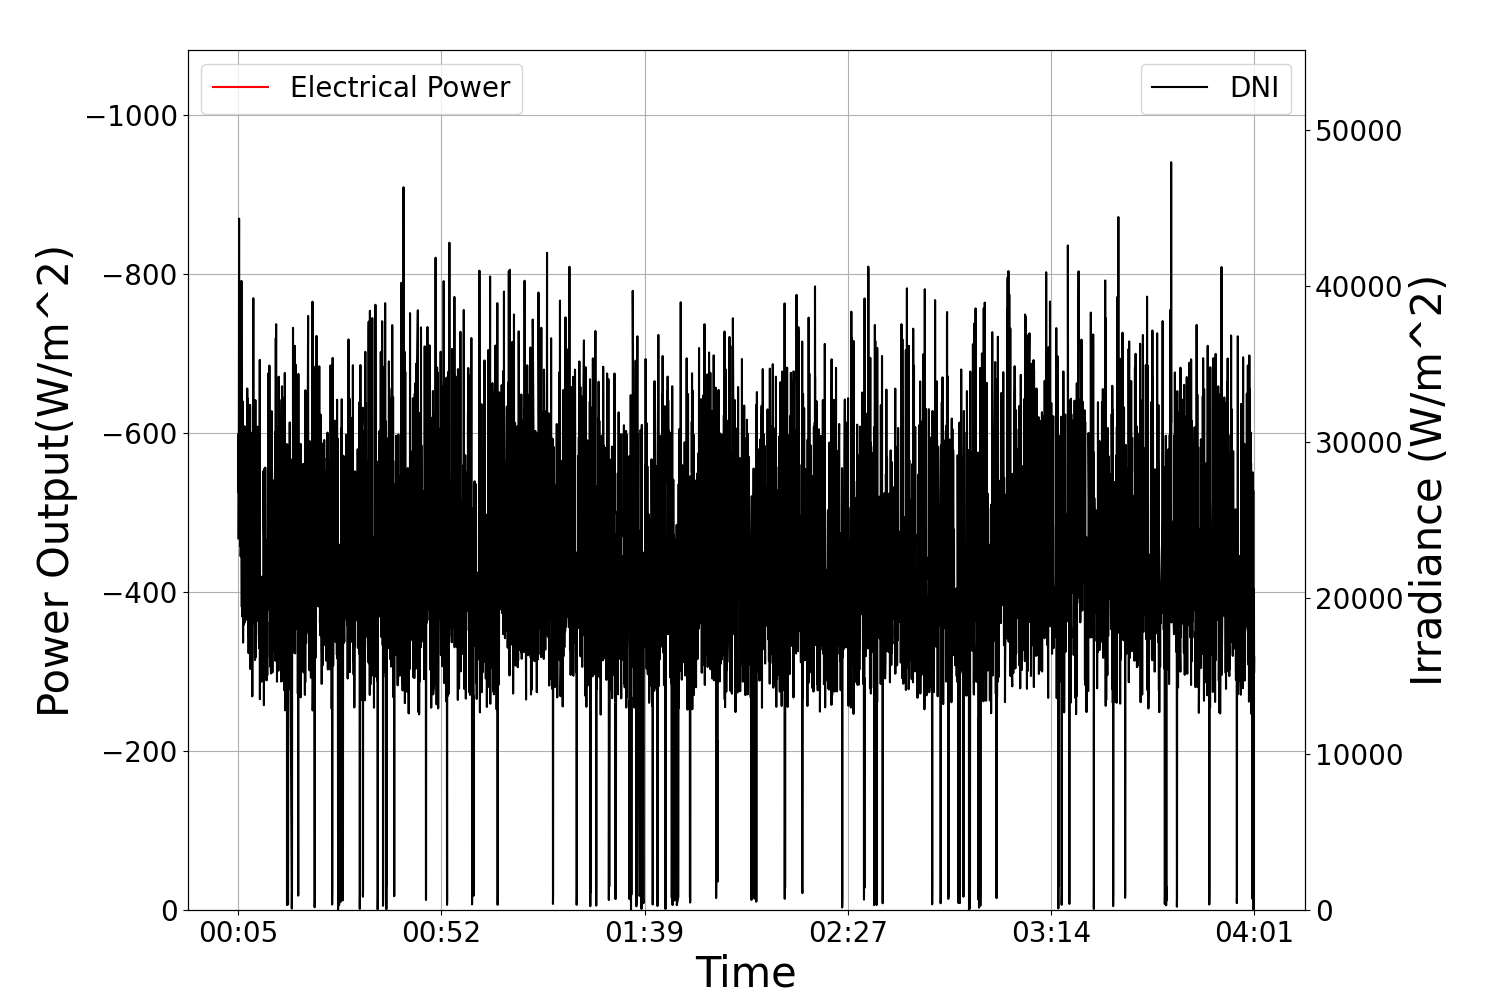 Electrical Power
DNI
Power Output(W/m^2)
−1000
−800
−600
−400
−200
0
50000
40000
30000
20000
10000
0
Irradiance (W/m^2)
00:05 00:52 01:39 02:27 03:14 04:01
Time